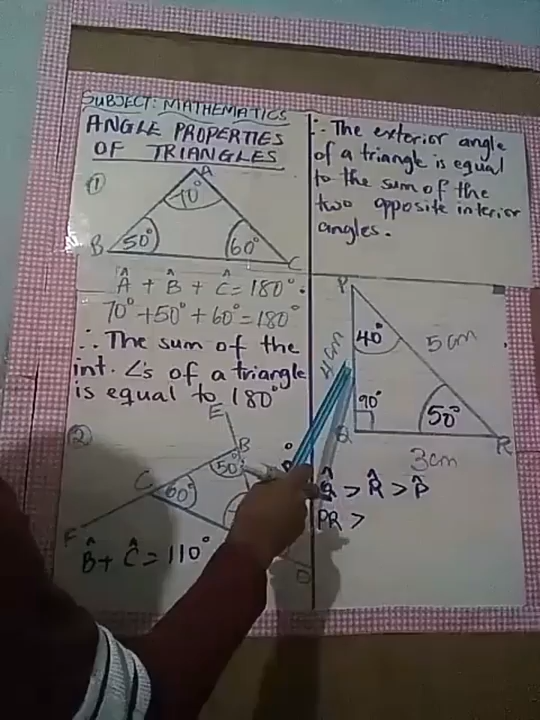 SUBJECT: MATHEMATICS
ANGLE PROPERTIES
OF TRIANGLES
①
A
70°
B
50°
60°
C
Â + B̂ + Ĉ = 180°.
70° + 50° + 60° = 180°
∴ The sum of the
int. ∠'s of a triangle
is equal to 180°
②
E
B
50°
C
60°
F
D
B̂ + Ĉ = 110°
∴ The exterior angle
of a triangle is equal
to the sum of the
two opposite interior
angles.
P
40°
4cm
5cm
90°
50°
Q
R
3cm
Q̂ > R̂ > P̂
PR >